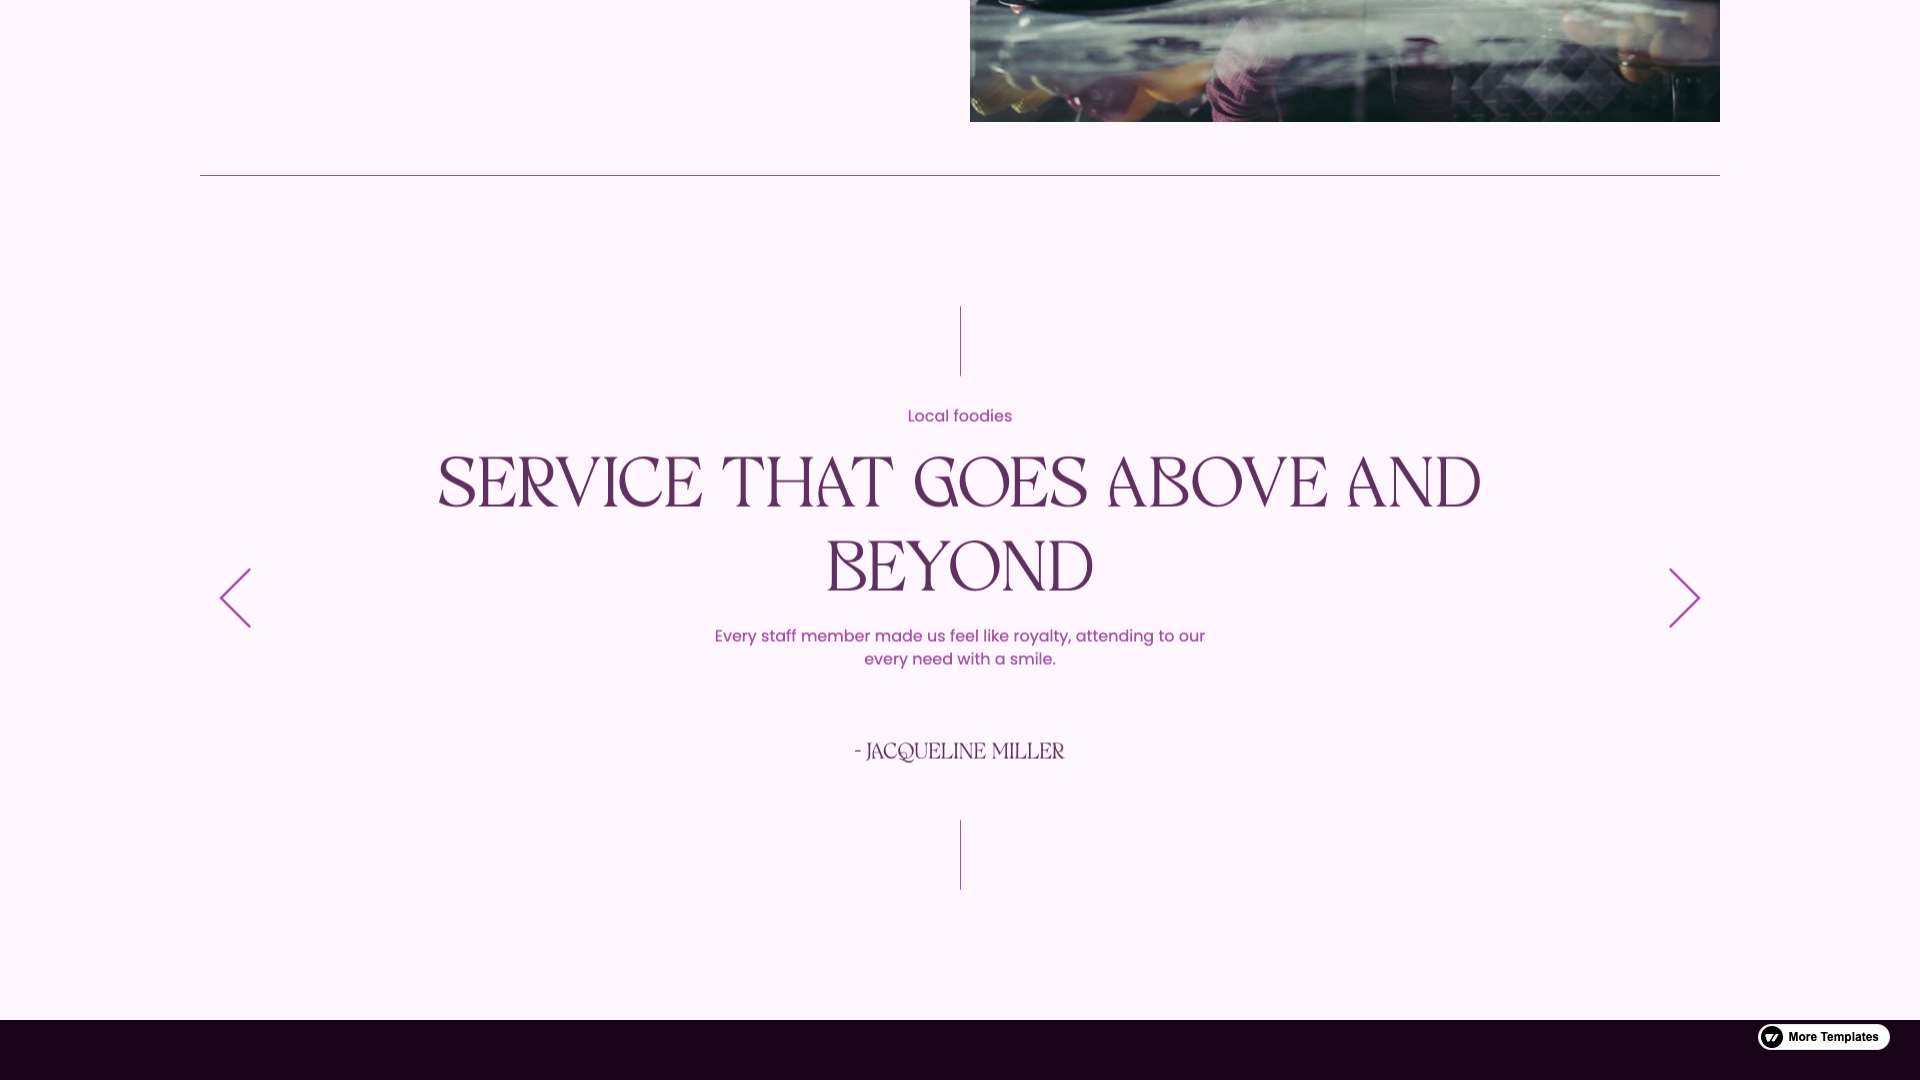 Local foodies
SERVICE THAT GOES ABOVE AND
BEYOND
Every staff member made us feel like royalty, attending to our
every need with a smile.
- JACQUELINE MILLER
More Templates